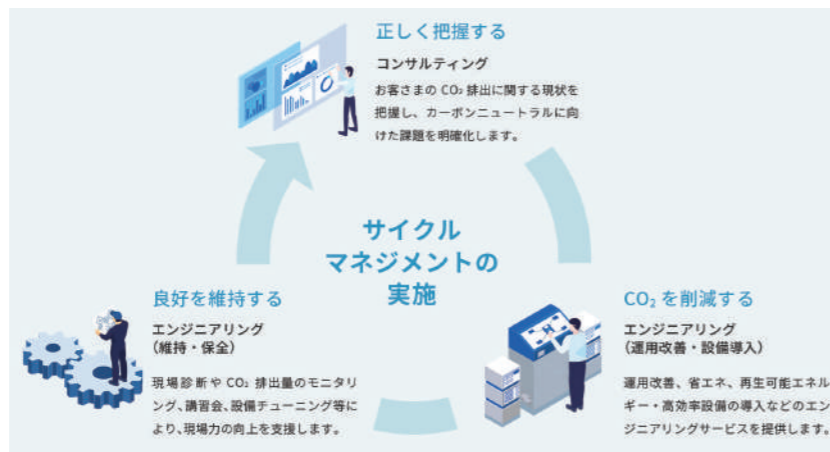 正しく把握する
コンサルティング
お客さまの CO₂ 排出に関する現状を
把握し、カーボンニュートラルに向
けた課題を明確化します。
サイクル
マネジメントの
実施
良好を維持する
エンジニアリング
（維持・保全）
現場診断や CO₂ 排出量のモニタリ
ング、講習会、設備チューニング等に
より、現場力の向上を支援します。
CO₂ を削減する
エンジニアリング
（運用改善・設備導入）
運用改善、省エネ、再生可能エネル
ギー・高効率設備の導入などのエン
ジニアリングサービスを提供します。